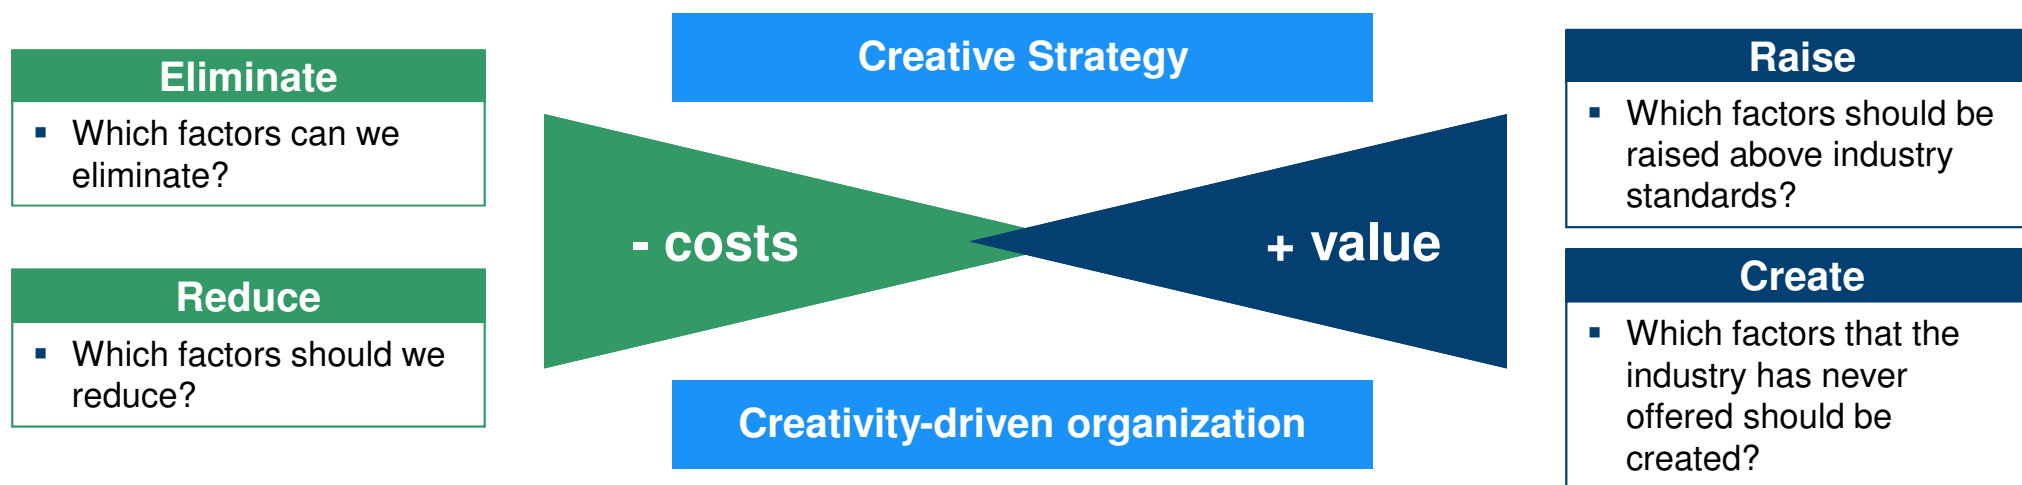 Eliminate
▪ Which factors can we
eliminate?
Reduce
▪ Which factors should we
reduce?
Creative Strategy
- costs
+ value
Creativity-driven organization
Raise
▪ Which factors should be
raised above industry
standards?
Create
▪ Which factors that the
industry has never
offered should be
created?